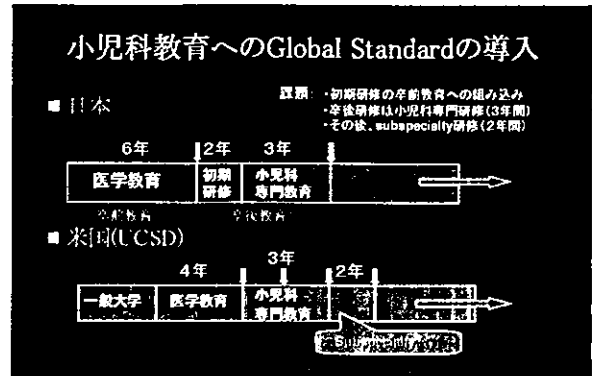 小児科教育へのGlobal Standardの導入
課題: ・初期研修の卒前教育への組み込み
・卒後研修は小児科専門研修(3年間)
・その後、subspecialty研修(2年間)
■ 日本
6年 2年 3年
医学教育 初期研修 小児科専門教育
卒前教育 卒後教育
■ 米国(UCSD)
4年 3年 2年
一般大学 医学教育 小児科専門教育